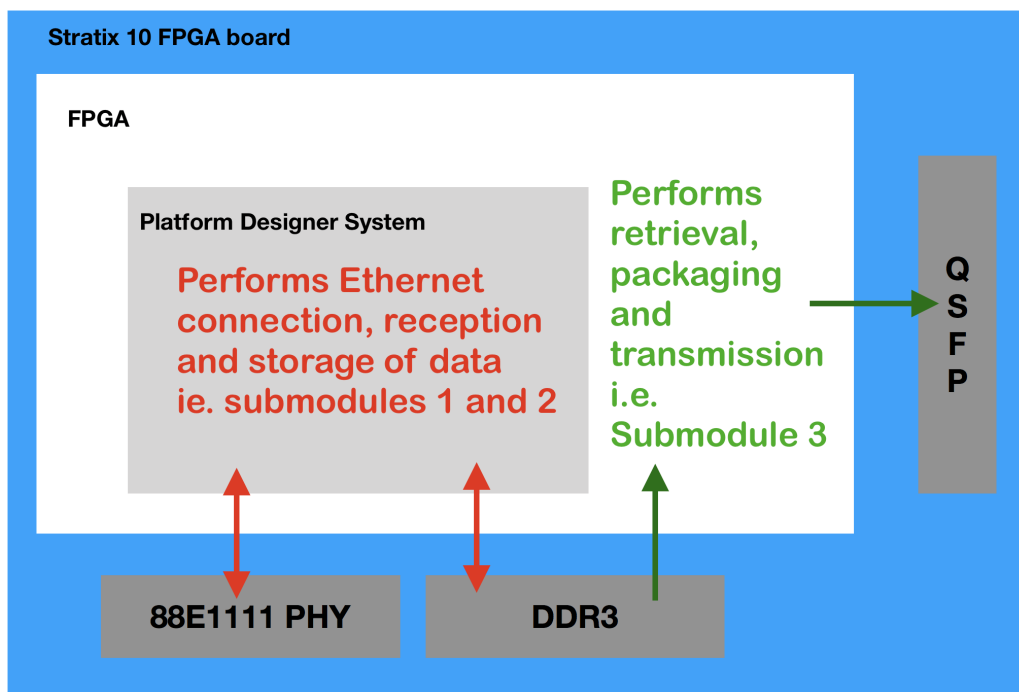 Stratix 10 FPGA board
FPGA
Platform Designer System
Performs Ethernet
connection, reception
and storage of data
ie. submodules 1 and 2
Performs
retrieval,
packaging
and
transmission
i.e.
Submodule 3
Q
S
F
P
88E1111 PHY
DDR3